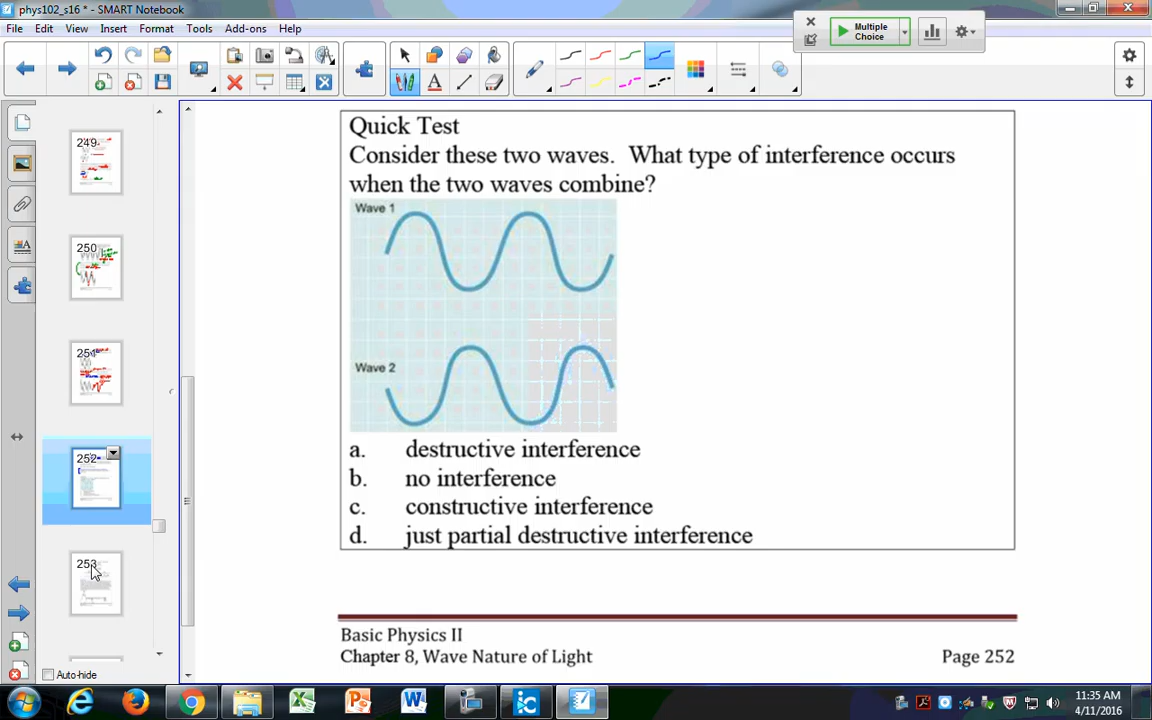 phys102_s16 * - SMART Notebook
File Edit View Insert Format Tools Add-ons Help
Multiple
Choice
A
249
250
251
252
253
Auto-hide
Quick Test
Consider these two waves. What type of interference occurs
when the two waves combine?
Wave 1
Wave 2
a. destructive interference
b. no interference
c. constructive interference
d. just partial destructive interference
Basic Physics II
Chapter 8, Wave Nature of Light Page 252
11:35 AM
4/11/2016